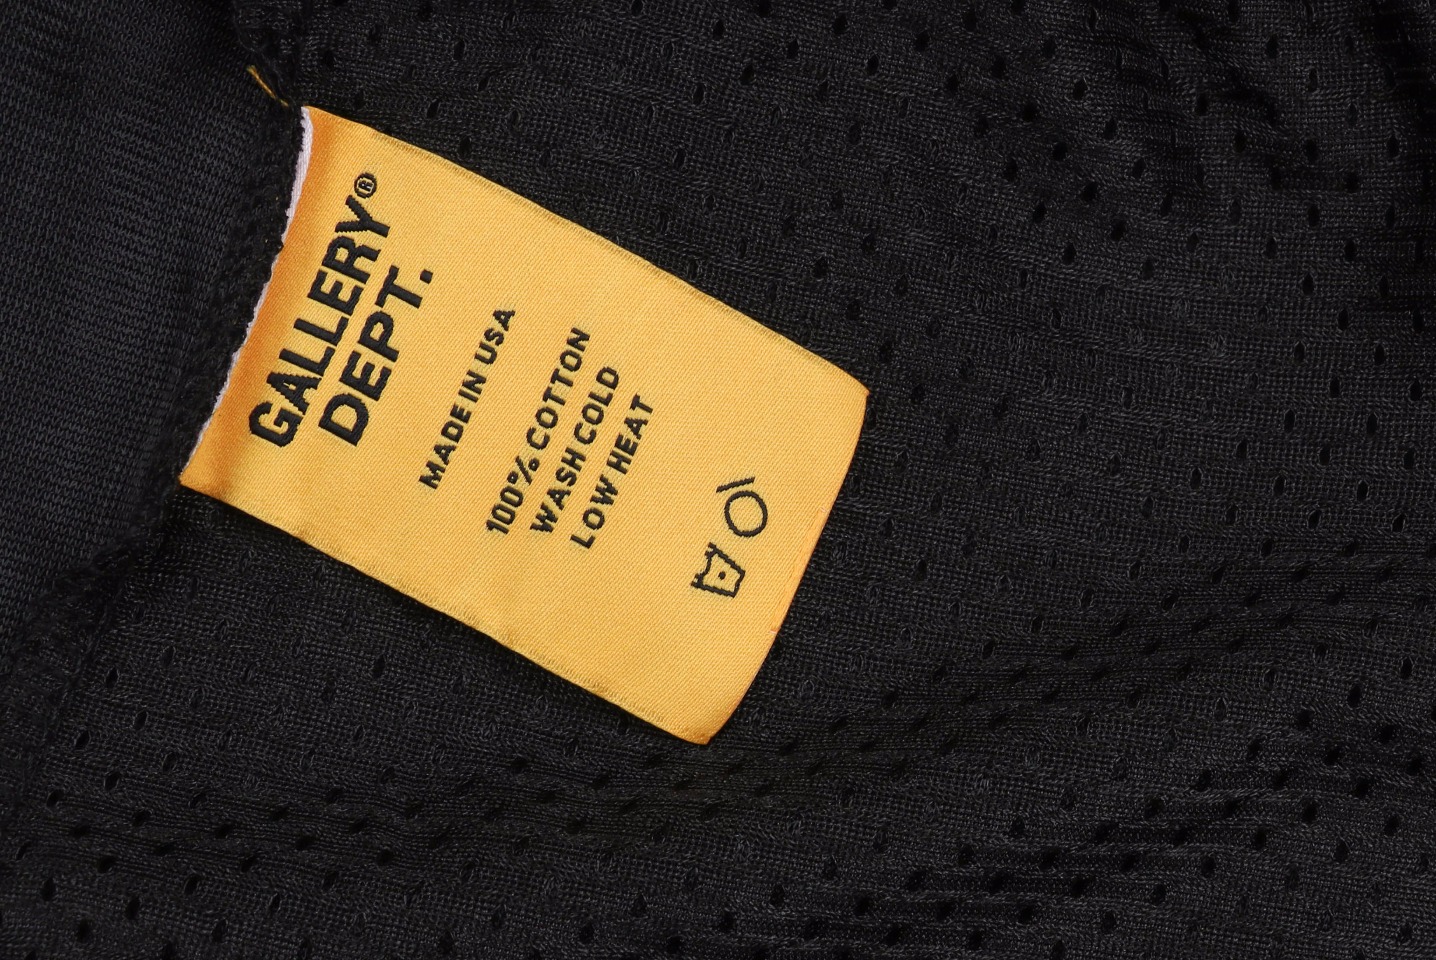 GALLERY®
DEPT.
MADE IN USA
100% COTTON
WASH COLD
LOW HEAT